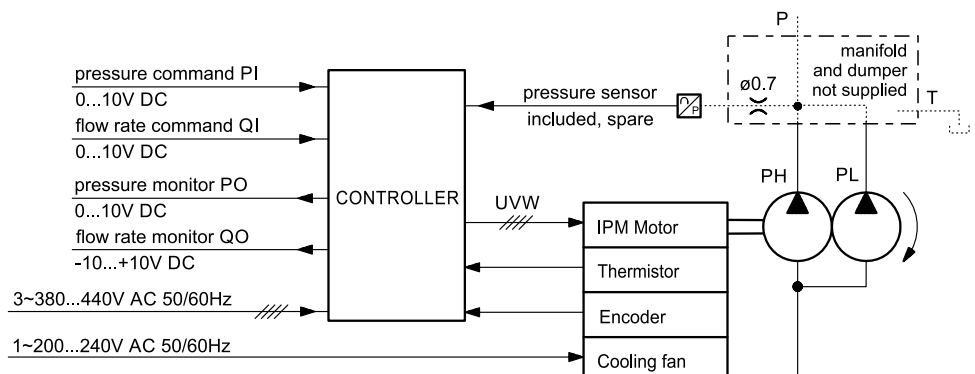 P
manifold
and dumper
not supplied
ø0.7
T
pressure command PI
0...10V DC
flow rate command QI
0...10V DC
pressure monitor PO
0...10V DC
flow rate monitor QO
-10...+10V DC
3~380...440V AC 50/60Hz
1~200...240V AC 50/60Hz
CONTROLLER
pressure sensor
included, spare
P
UVW
IPM Motor
Thermistor
Encoder
Cooling fan
PH
PL